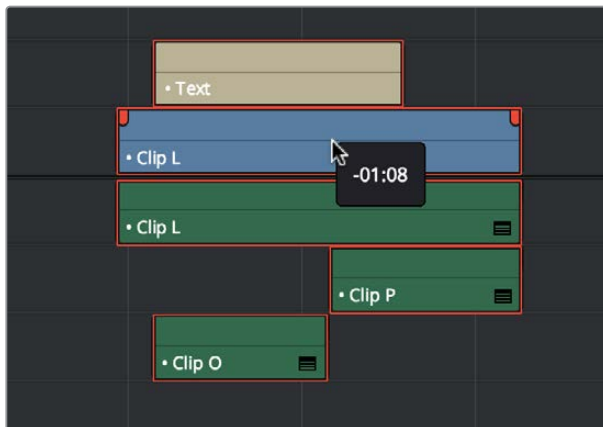 • Text
• Clip L
-01:08
• Clip L
• Clip P
• Clip O